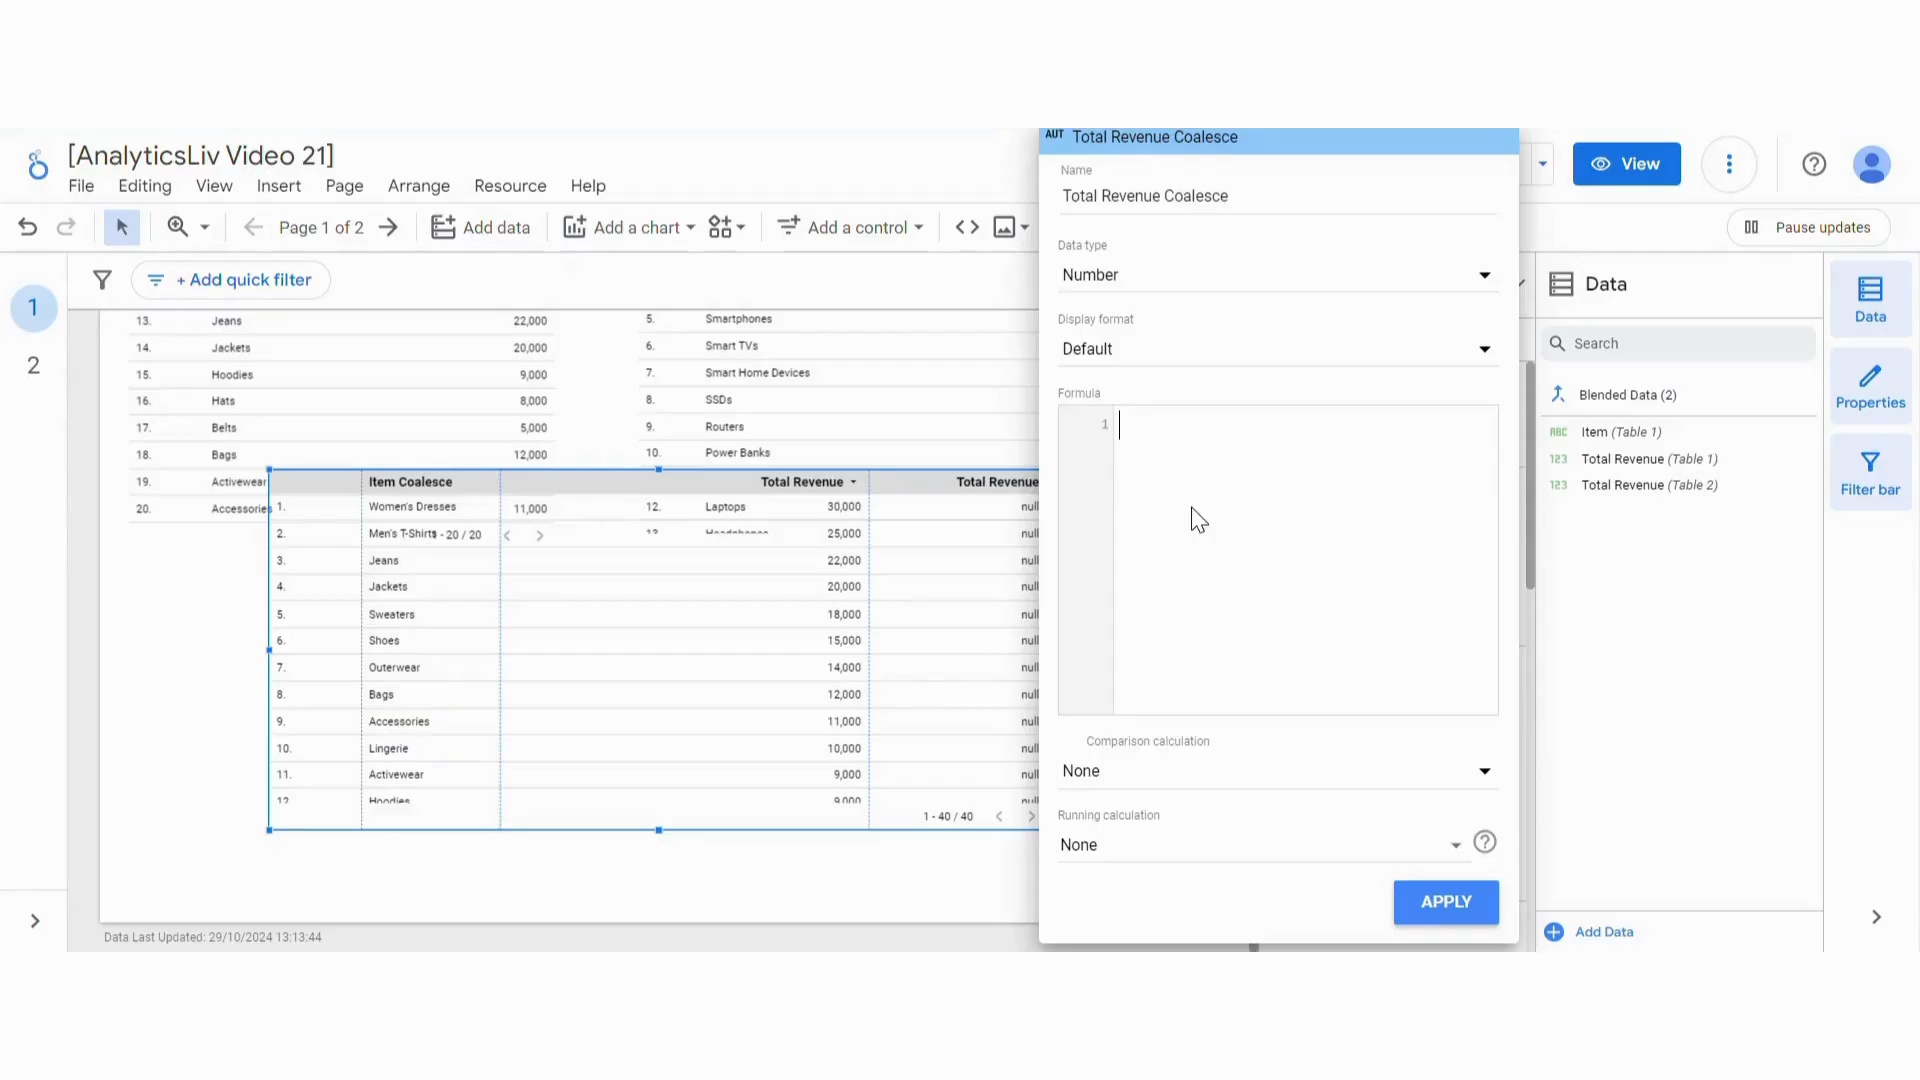 [AnalyticsLiv Video 21]
File Editing View Insert Page Arrange Resource Help
Page 1 of 2 Add data Add a chart Add a control
View
Pause updates
1
2
+ Add quick filter
13. Jeans 22,000
14. Jackets 20,000
15. Hoodies 9,000
16. Hats 8,000
17. Belts 5,000
18. Bags 12,000
19. Activewear
20. Accessories
5. Smartphones
6. Smart TVs
7. Smart Home Devices
8. SSDs
9. Routers
10. Power Banks
Item Coalesce Total Revenue Total Revenue
1. Women's Dresses 11,000 12. Laptops 30,000 null
2. Men's T-Shirts - 20 / 20 25,000 null
3. Jeans 22,000 null
4. Jackets 20,000 null
5. Sweaters 18,000 null
6. Shoes 15,000 null
7. Outerwear 14,000 null
8. Bags 12,000 null
9. Accessories 11,000 null
10. Lingerie 10,000 null
11. Activewear 9,000 null
12 Hoodies 9,000 null
1 - 40 / 40
Data Last Updated: 29/10/2024 13:13:44
AUT Total Revenue Coalesce
Name
Total Revenue Coalesce
Data type
Number
Display format
Default
Formula
1
Comparison calculation
None
Running calculation
None
APPLY
Data
Search
Blended Data (2)
ABC Item (Table 1)
123 Total Revenue (Table 1)
123 Total Revenue (Table 2)
Add Data
Data
Properties
Filter bar